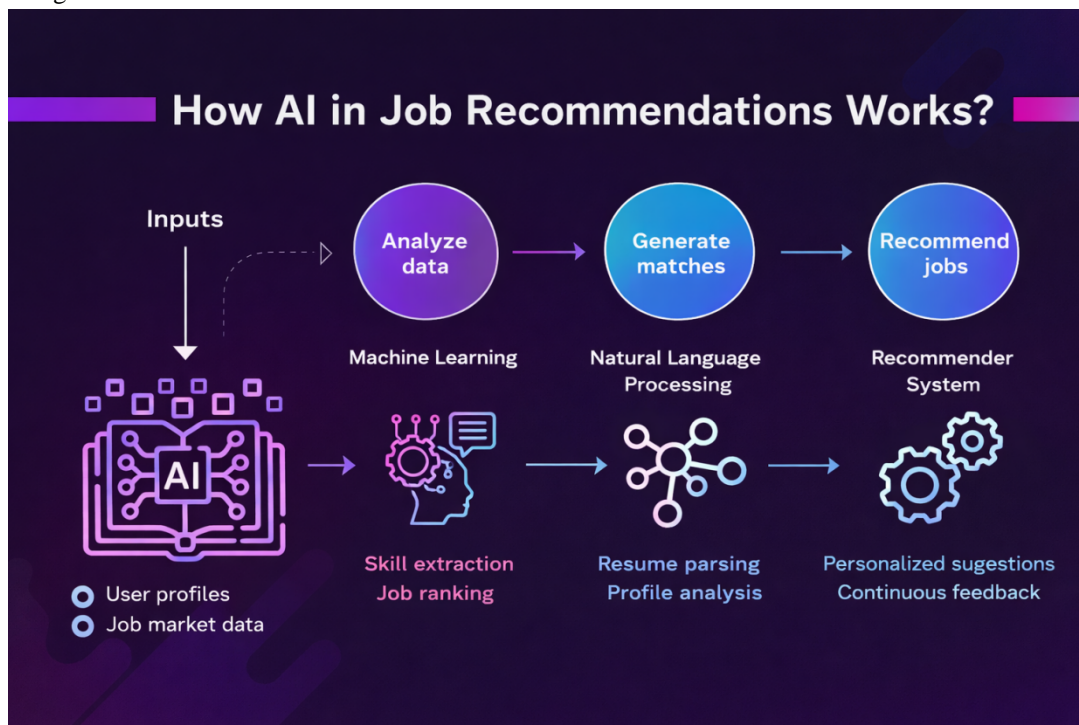 How AI in Job Recommendations Works?
Inputs
Analyze
data
Generate
matches
Recommend
jobs
Machine Learning
Natural Language
Processing
Recommender
System
AI
Skill extraction
Job ranking
Resume parsing
Profile analysis
Personalized sugestions
Continuous feedback
User profiles
Job market data